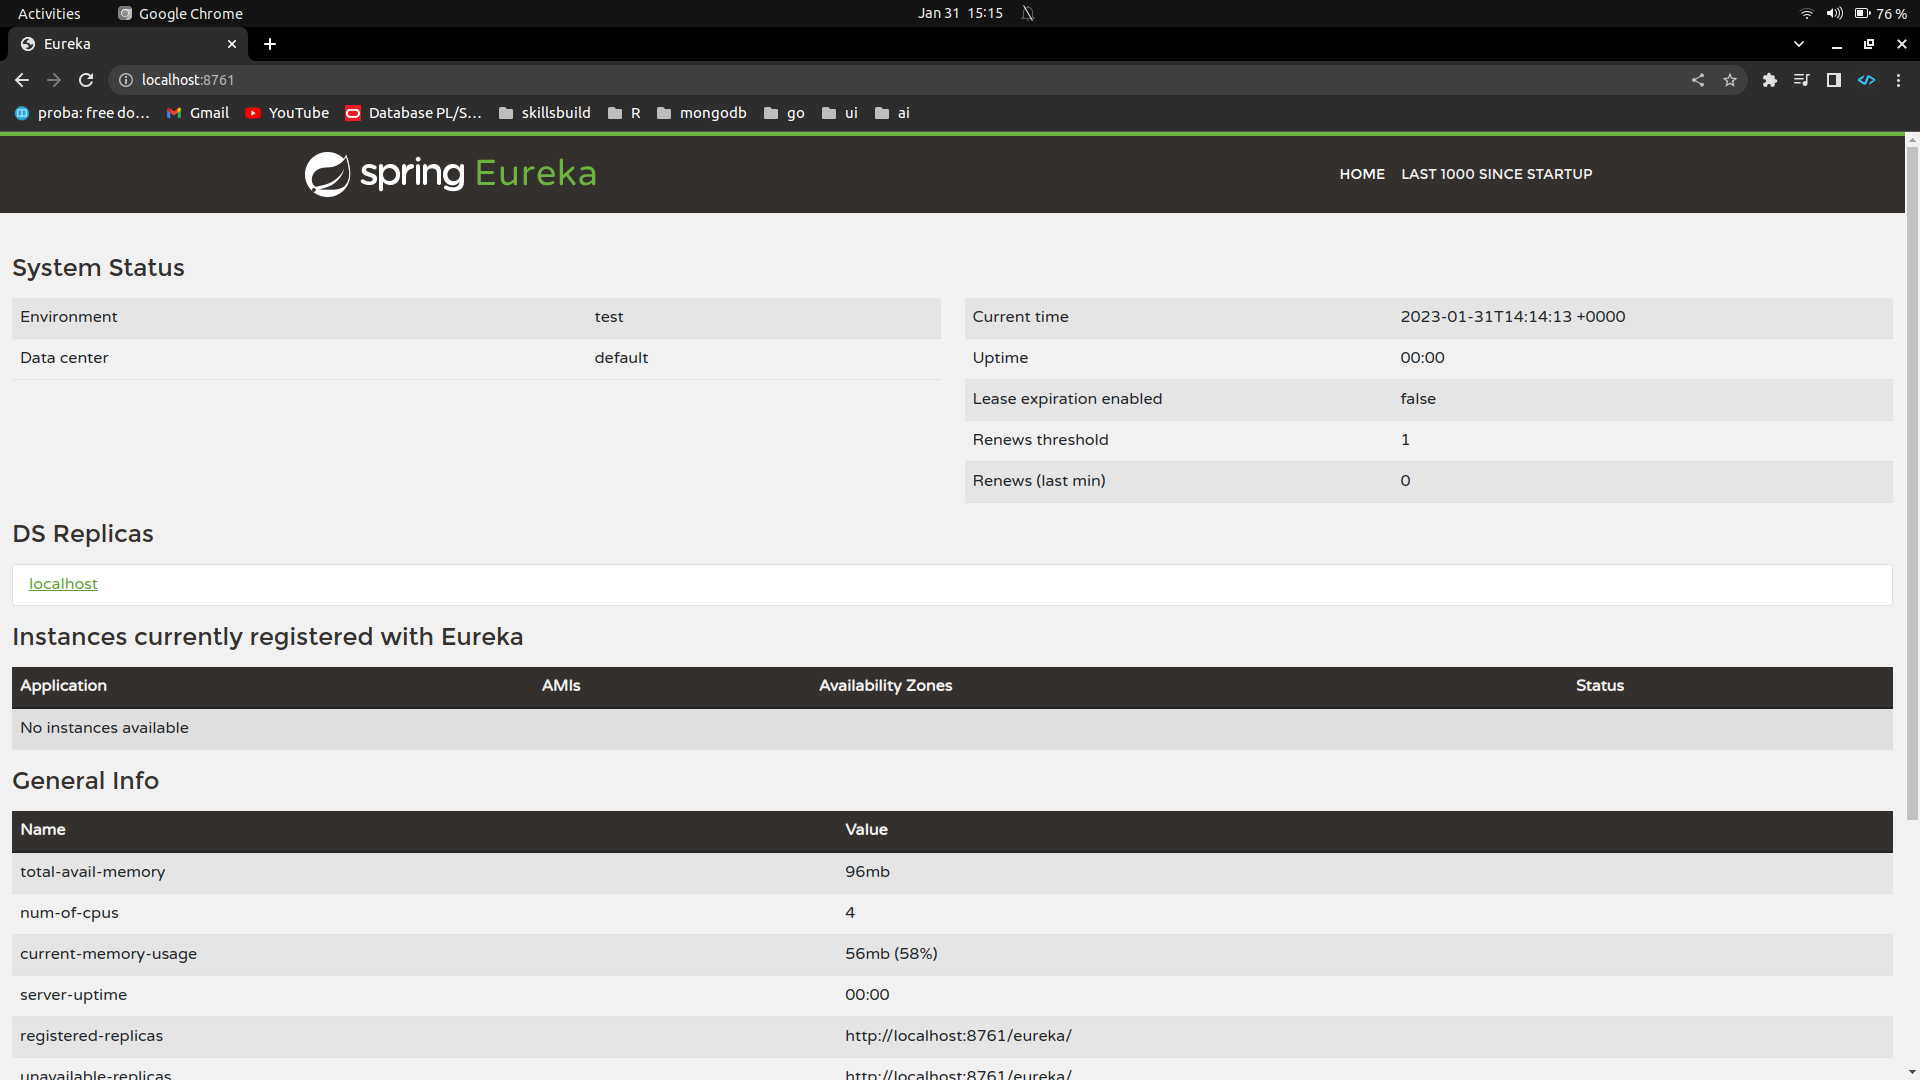 Activities Google Chrome Jan 31 15:15 76 %
Eureka
localhost:8761
proba: free do... Gmail YouTube Database PL/S... skillsbuild R mongodb go ui ai
spring Eureka HOME LAST 1000 SINCE STARTUP
System Status
Environment test
Data center default
Current time 2023-01-31T14:14:13 +0000
Uptime 00:00
Lease expiration enabled false
Renews threshold 1
Renews (last min) 0
DS Replicas
localhost
Instances currently registered with Eureka
Application AMIs Availability Zones Status
No instances available
General Info
Name Value
total-avail-memory 96mb
num-of-cpus 4
current-memory-usage 56mb (58%)
server-uptime 00:00
registered-replicas http://localhost:8761/eureka/
unavailable-replicas http://localhost:8761/eureka/